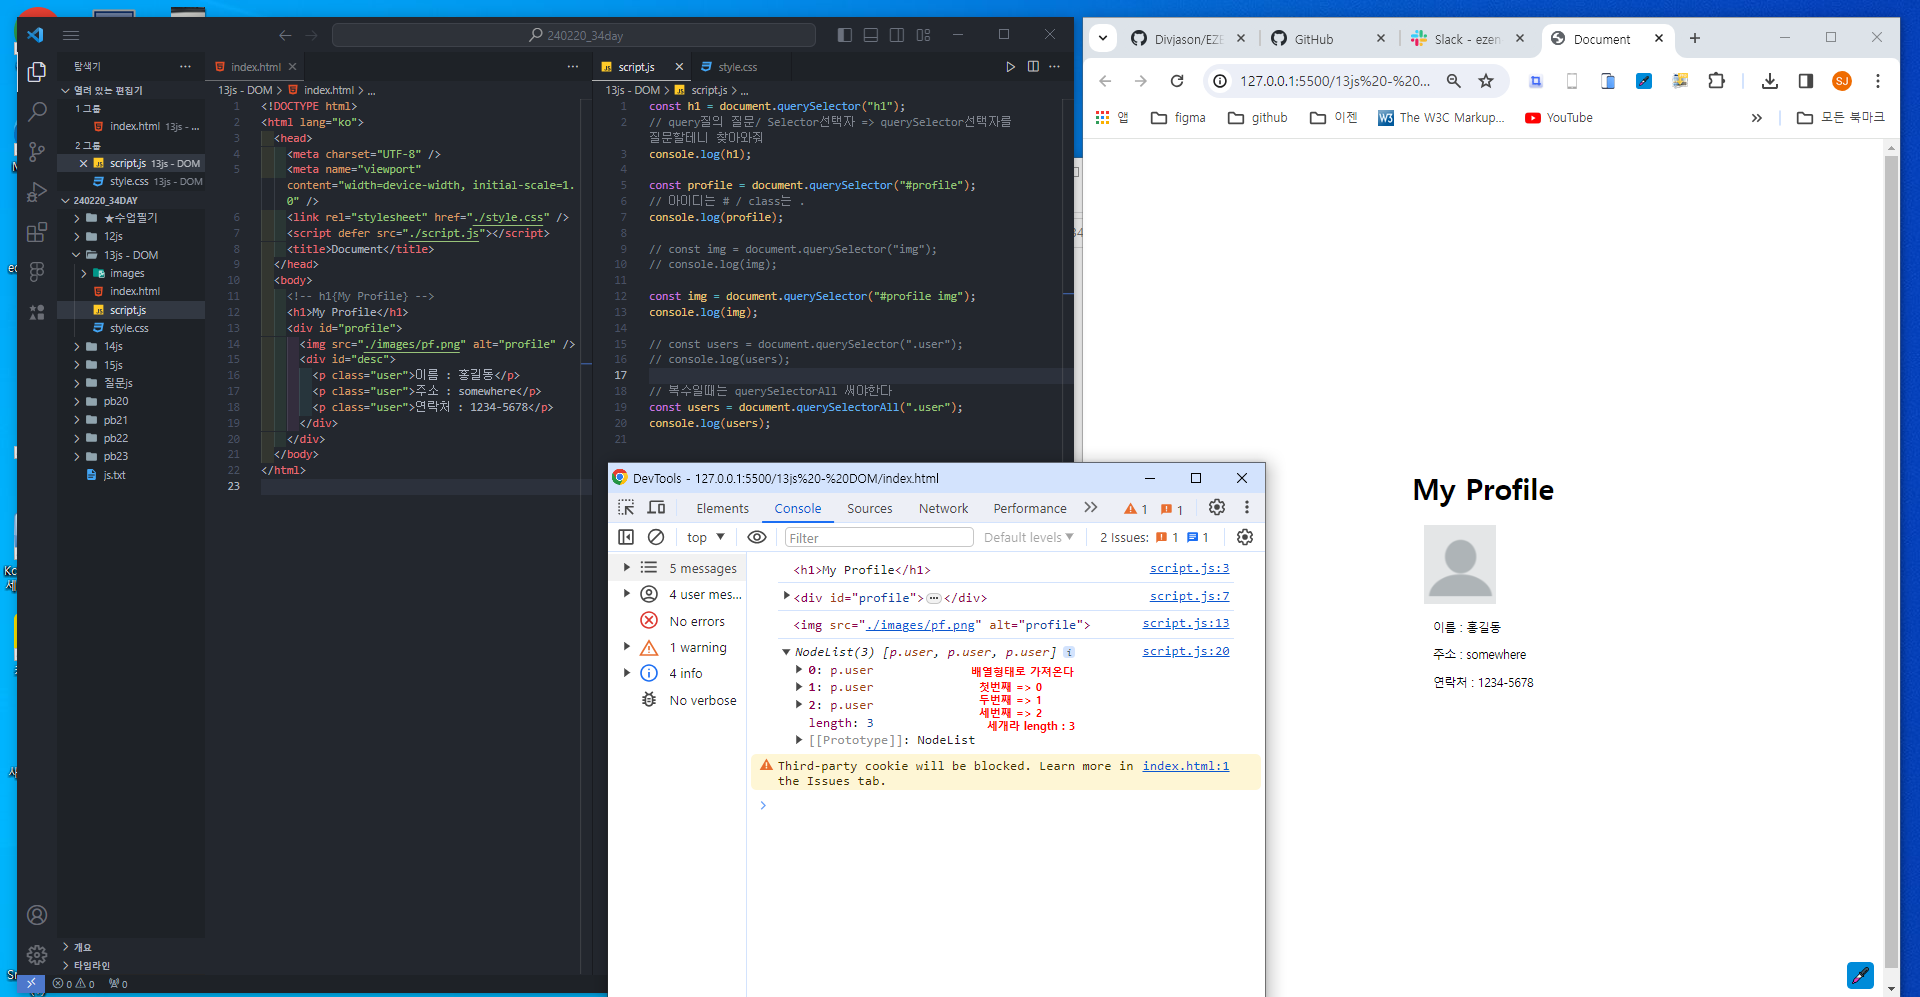 240220_34day
탐색기
열려 있는 편집기
1 그룹
index.html 13js - ...
2 그룹
script.js 13js - DOM
style.css 13js - DOM
240220_34DAY
★수업필기
12js
13js - DOM
images
index.html
script.js
style.css
14js
15js
질문js
pb20
pb21
pb22
pb23
js.txt
개요
타임라인
0 0 0
index.html
13js - DOM > index.html > ...
1 <!DOCTYPE html>
2 <html lang="ko">
3 <head>
4 <meta charset="UTF-8" />
5 <meta name="viewport"
content="width=device-width, initial-scale=1.
0" />
6 <link rel="stylesheet" href="./style.css" />
7 <script defer src="./script.js"></script>
8 <title>Document</title>
9 </head>
10 <body>
11 <!-- h1{My Profile} -->
12 <h1>My Profile</h1>
13 <div id="profile">
14 <img src="./images/pf.png" alt="profile" />
15 <div id="desc">
16 <p class="user">이름 : 홍길동</p>
17 <p class="user">주소 : somewhere</p>
18 <p class="user">연락처 : 1234-5678</p>
19 </div>
20 </div>
21 </body>
22 </html>
23
script.js
style.css
13js - DOM > script.js > ...
1 const h1 = document.querySelector("h1");
2 // query질의 질문/ Selector선택자 => querySelector선택자를
질문할테니 찾아와줘
3 console.log(h1);
4
5 const profile = document.querySelector("#profile");
6 // 아이디는 # / class는 .
7 console.log(profile);
8
9 // const img = document.querySelector("img");
10 // console.log(img);
11
12 const img = document.querySelector("#profile img");
13 console.log(img);
14
15 // const users = document.querySelector(".user");
16 // console.log(users);
17
18 // 복수일때는 querySelectorAll 써야한다
19 const users = document.querySelectorAll(".user");
20 console.log(users);
21
DevTools - 127.0.0.1:5500/13js%20-%20DOM/index.html
Elements Console Sources Network Performance 1 1
top Filter Default levels 2 Issues: 1 1
5 messages
4 user mes...
No errors
1 warning
4 info
No verbose
<h1>My Profile</h1> script.js:3
<div id="profile">⋯</div> script.js:7
<img src="./images/pf.png" alt="profile"> script.js:13
NodeList(3) [p.user, p.user, p.user] i script.js:20
0: p.user
1: p.user
2: p.user
length: 3
[[Prototype]]: NodeList
배열형태로 가져온다
첫번째 => 0
두번째 => 1
세번째 => 2
세개라 length : 3
Third-party cookie will be blocked. Learn more in index.html:1
the Issues tab.
Divjason/EZE
GitHub
Slack - ezen
Document
127.0.0.1:5500/13js%20-%20...
SJ
앱
figma
github
이젠
W3 The W3C Markup...
YouTube
모든 북마크
My Profile
이름 : 홍길동
주소 : somewhere
연락처 : 1234-5678